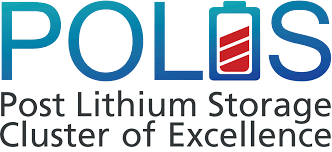 POLiS
Post Lithium Storage
Cluster of Excellence